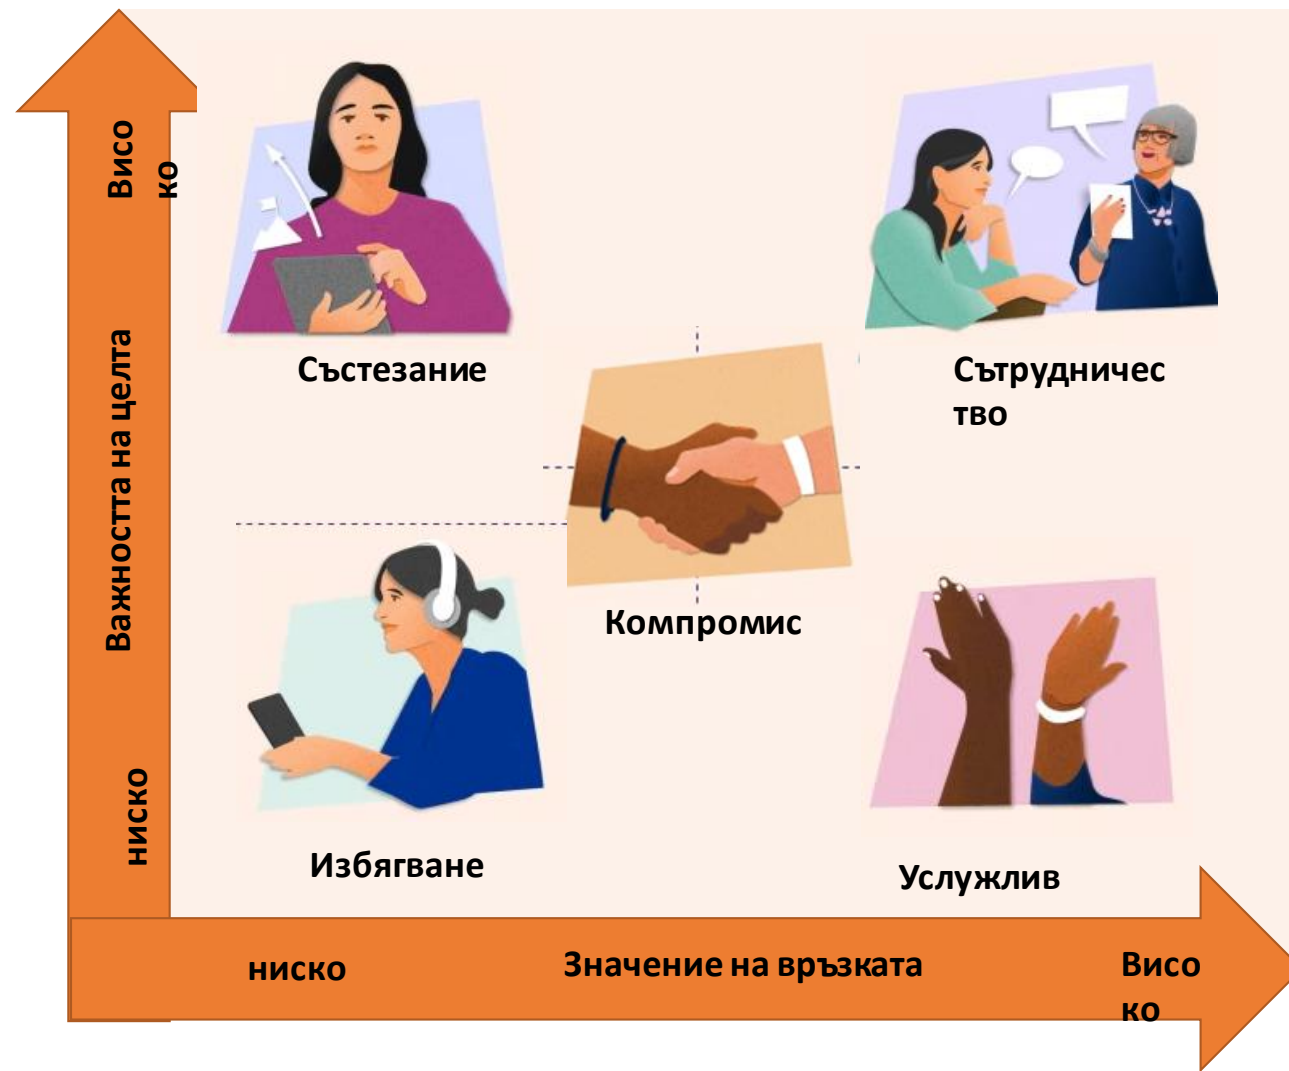 Висо
ко
Важността на целта
ниско
Състезание
Сътрудничес
тво
Компромис
Избягване
Услужлив
ниско
Значение на връзката
Висо
ко